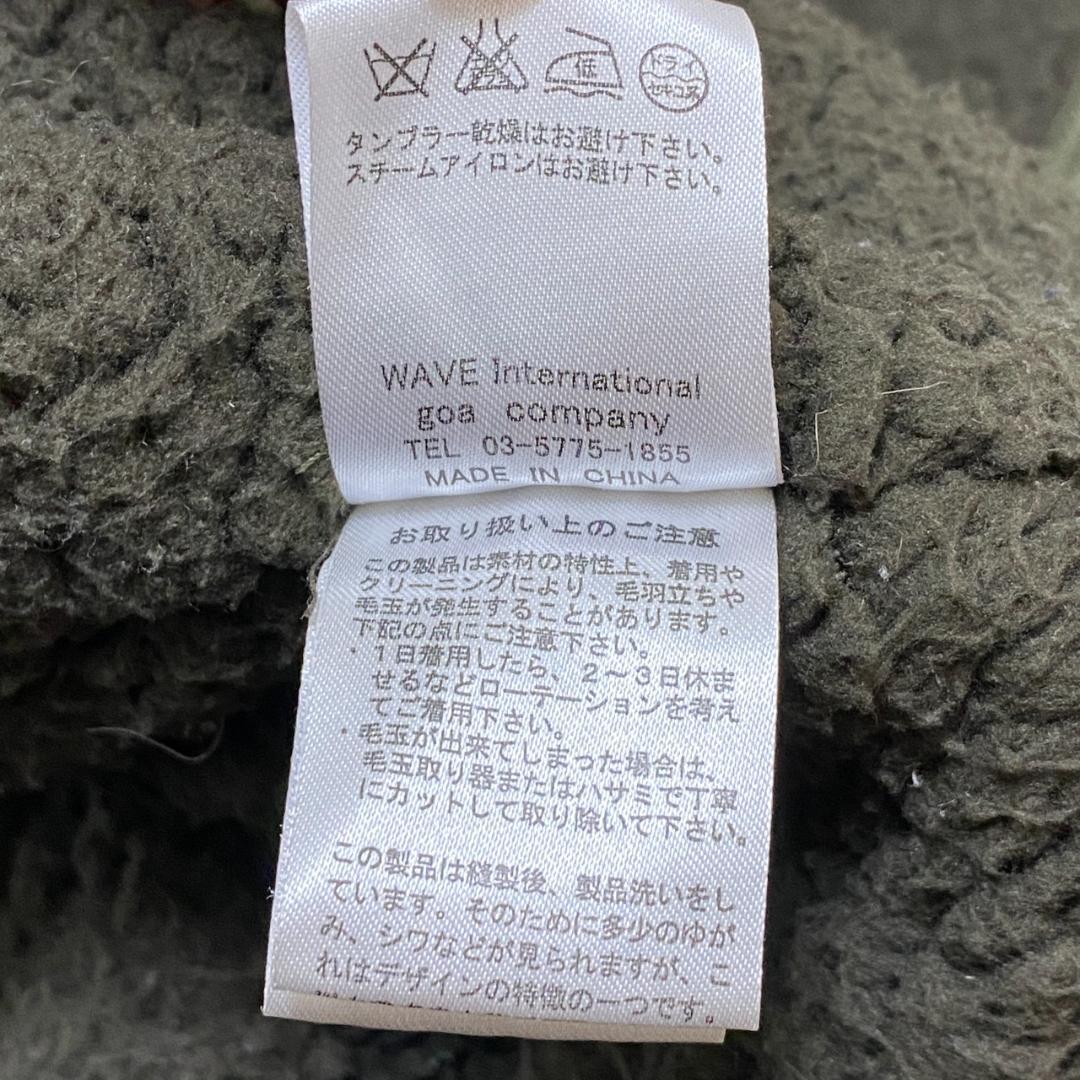 低
ドライ
セキユ系
タンブラー乾燥はお避け下さい。
スチームアイロンはお避け下さい。
WAVE International
goa company
TEL 03-5775-1855
MADE IN CHINA
お取り扱い上のご注意
この製品は素材の特性上、着用や
クリーニングにより、毛羽立ちや
毛玉が発生することがあります。
下記の点にご注意下さい。
・1日着用したら、2～3日休ま
せるなどローテーションを考え
てご着用下さい。
・毛玉が出来てしまった場合は、
毛玉取り器またはハサミで丁寧
にカットして取り除いて下さい。
この製品は縫製後、製品洗いをし
ています。そのために多少のゆが
み、シワなどが見られますが、こ
れはデザインの特徴の一つです。